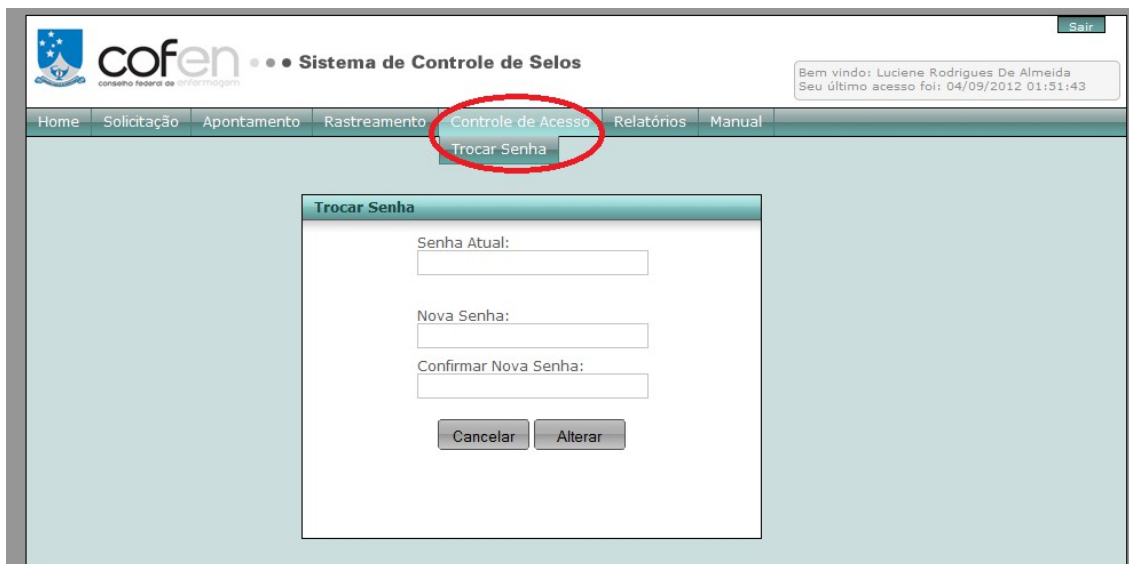 Sair
cofen
conselho federal de enfermagem
Sistema de Controle de Selos
Bem vindo: Luciene Rodrigues De Almeida
Seu último acesso foi: 04/09/2012 01:51:43
Home Solicitação Apontamento Rastreamento Controle de Acesso Relatórios Manual
Trocar Senha
Trocar Senha
Senha Atual:
Nova Senha:
Confirmar Nova Senha:
Cancelar Alterar